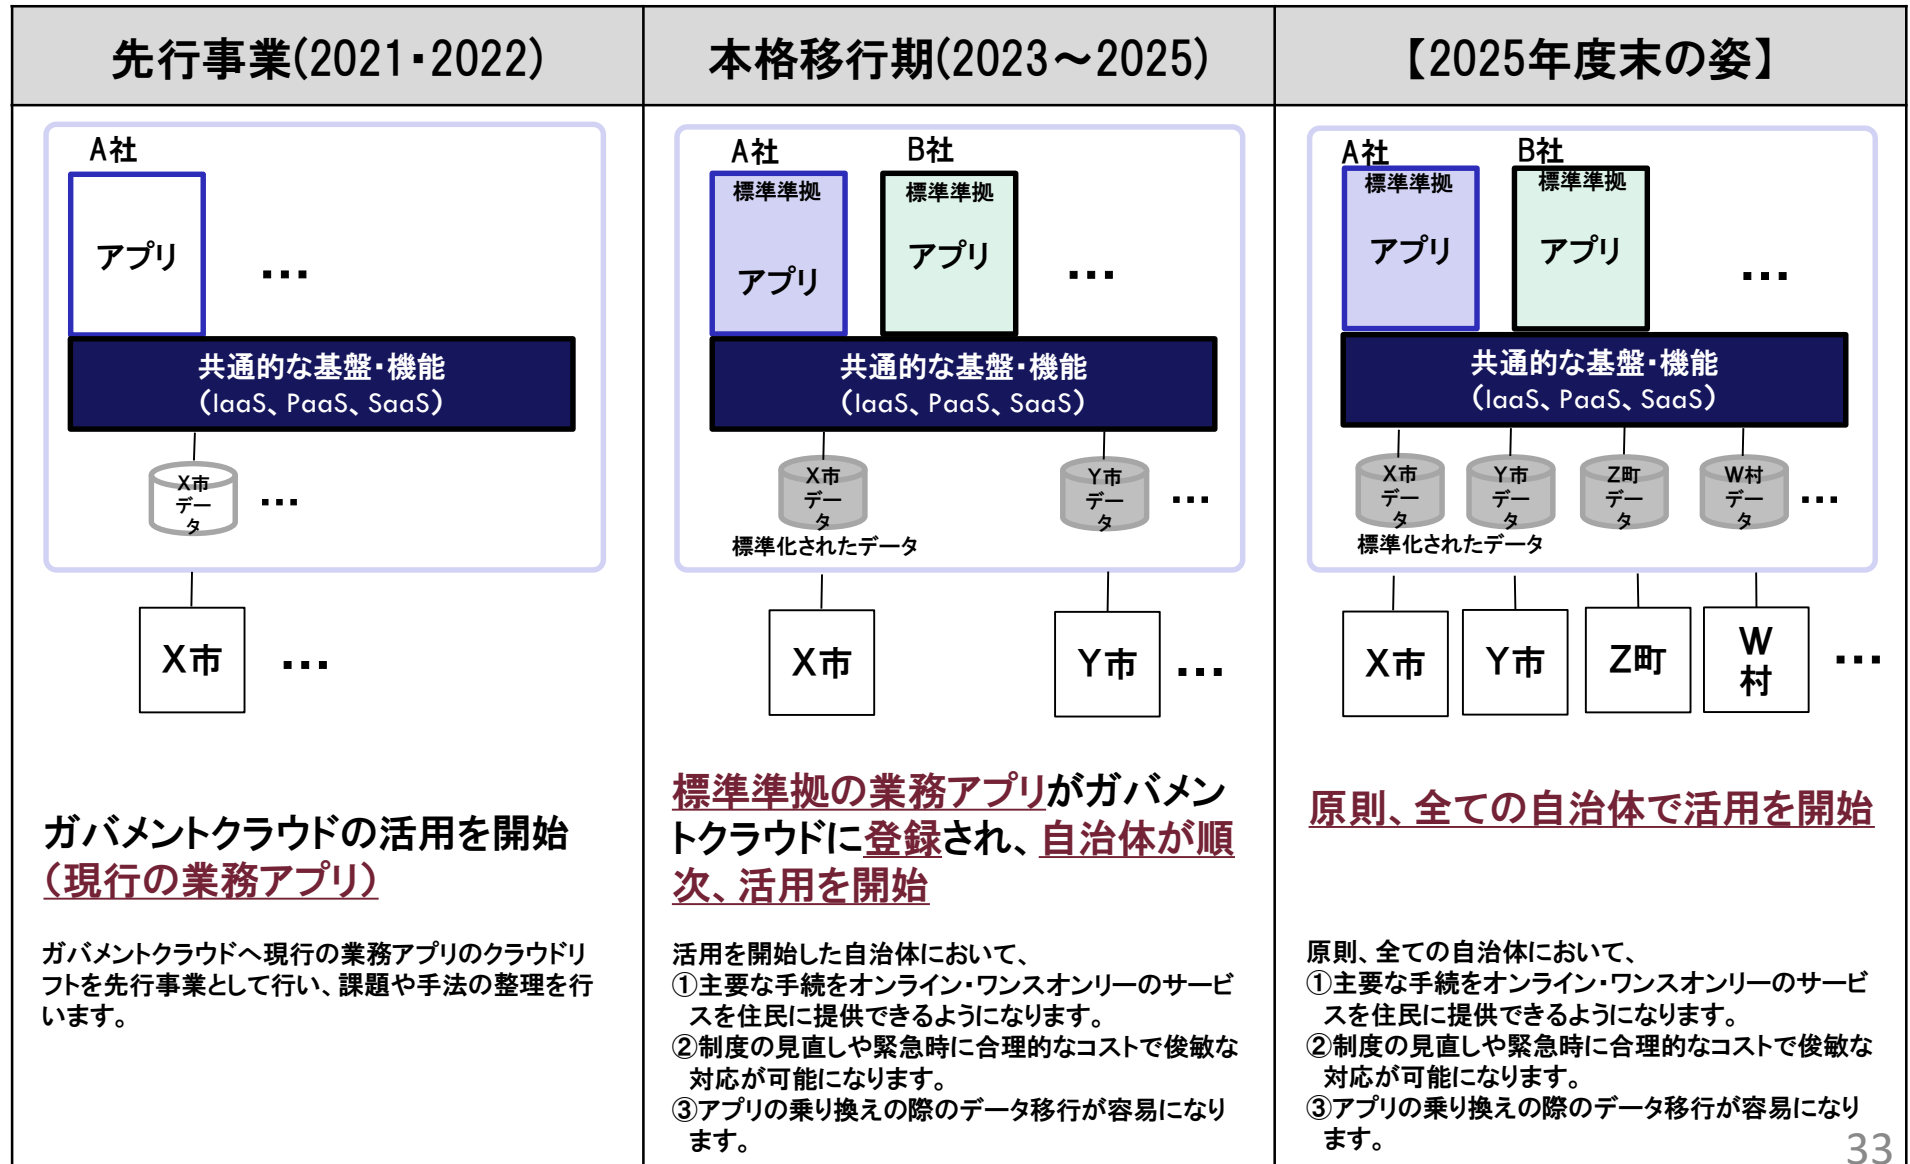 先行事業(2021・2022)
A社
アプリ
…
共通的な基盤・機能
(IaaS、PaaS、SaaS)
X市
デー
タ
…
X市
…
ガバメントクラウドの活用を開始
(現行の業務アプリ)
ガバメントクラウドへ現行の業務アプリのクラウドリ
フトを先行事業として行い、課題や手法の整理を行
います。
本格移行期(2023～2025)
A社
B社
標準準拠
アプリ
標準準拠
アプリ
…
共通的な基盤・機能
(IaaS、PaaS、SaaS)
X市
デー
タ
Y市
デー
タ
…
標準化されたデータ
X市
Y市
…
標準準拠の業務アプリがガバメン
トクラウドに登録され、自治体が順
次、活用を開始
活用を開始した自治体において、
①主要な手続をオンライン・ワンスオンリーのサービ
スを住民に提供できるようになります。
②制度の見直しや緊急時に合理的なコストで俊敏な
対応が可能になります。
③アプリの乗り換えの際のデータ移行が容易になり
ます。
【2025年度末の姿】
A社
B社
標準準拠
アプリ
標準準拠
アプリ
…
共通的な基盤・機能
(IaaS、PaaS、SaaS)
X市
デー
タ
Y市
デー
タ
Z町
デー
タ
W村
デー
タ
…
標準化されたデータ
X市
Y市
Z町
W
村
…
原則、全ての自治体で活用を開始
原則、全ての自治体において、
①主要な手続をオンライン・ワンスオンリーのサービ
スを住民に提供できるようになります。
②制度の見直しや緊急時に合理的なコストで俊敏な
対応が可能になります。
③アプリの乗り換えの際のデータ移行が容易になり
ます。
33